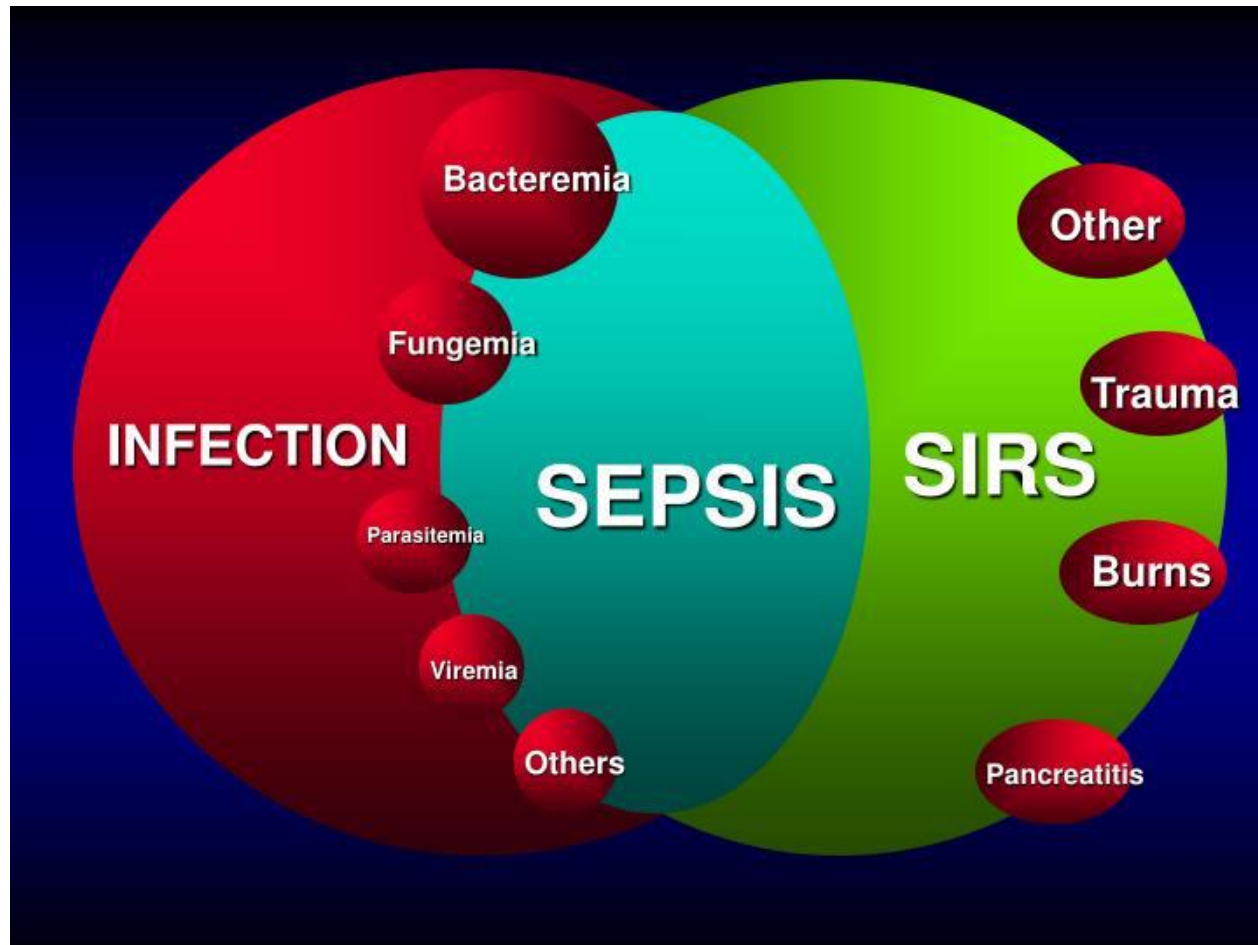 Bacteremia
Other
Fungemia
Trauma
INFECTION
SEPSIS
SIRS
Parasitemia
Burns
Viremia
Others
Pancreatitis